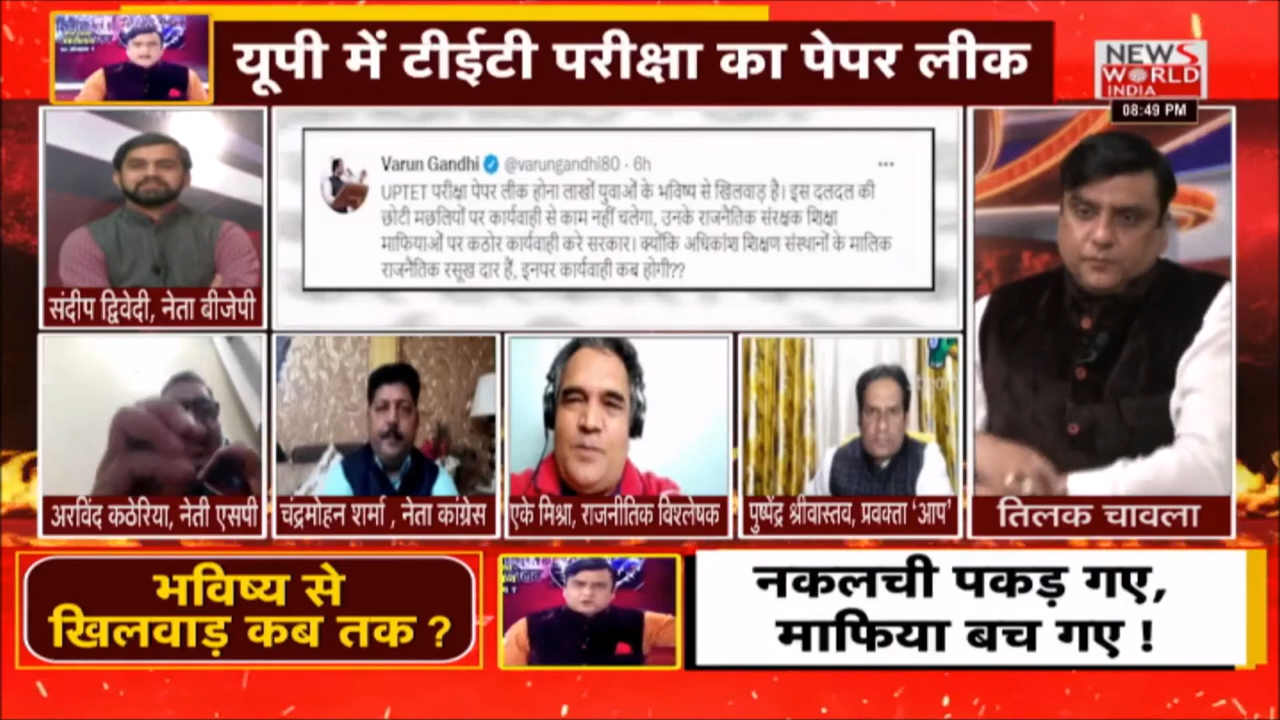 यूपी में टीईटी परीक्षा का पेपर लीक
NEWS
WORLD
INDIA
08:49 PM
Varun Gandhi @varungandhi80 · 6h
UPTET परीक्षा पेपर लीक होना लाखों युवाओं के भविष्य से खिलवाड़ है। इस दलदल की
छोटी मछलियों पर कार्यवाही से काम नहीं चलेगा, उनके राजनैतिक संरक्षक शिक्षा
माफियाओं पर कठोर कार्यवाही करे सरकार। क्योंकि अधिकांश शिक्षण संस्थानों के मालिक
राजनैतिक रसूख दार हैं, इनपर कार्यवाही कब होगी??
संदीप द्विवेदी, नेता बीजेपी
अरविंद कठेरिया, नेती एसपी
चंद्रमोहन शर्मा , नेता कांग्रेस
एके मिश्रा, राजनीतिक विश्लेषक
पुष्पेंद्र श्रीवास्तव, प्रवक्ता 'आप'
तिलक चावला
भविष्य से
खिलवाड़ कब तक ?
नकलची पकड़ गए,
माफिया बच गए !